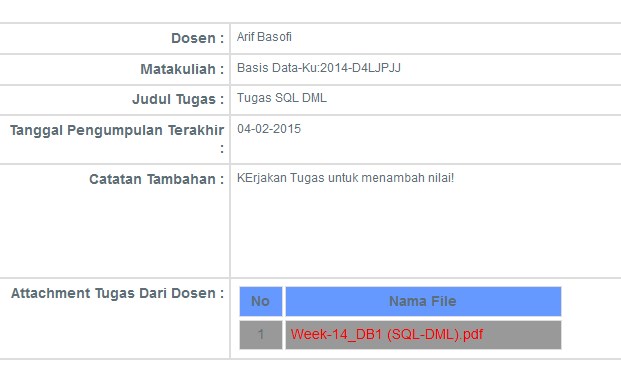 Dosen : Arif Basofi
Matakuliah : Basis Data-Ku:2014-D4LJPJJ
Judul Tugas : Tugas SQL DML
Tanggal Pengumpulan Terakhir : 04-02-2015
Catatan Tambahan : KErjakan Tugas untuk menambah nilai!
Attachment Tugas Dari Dosen :
No Nama File
1 Week-14_DB1 (SQL-DML).pdf